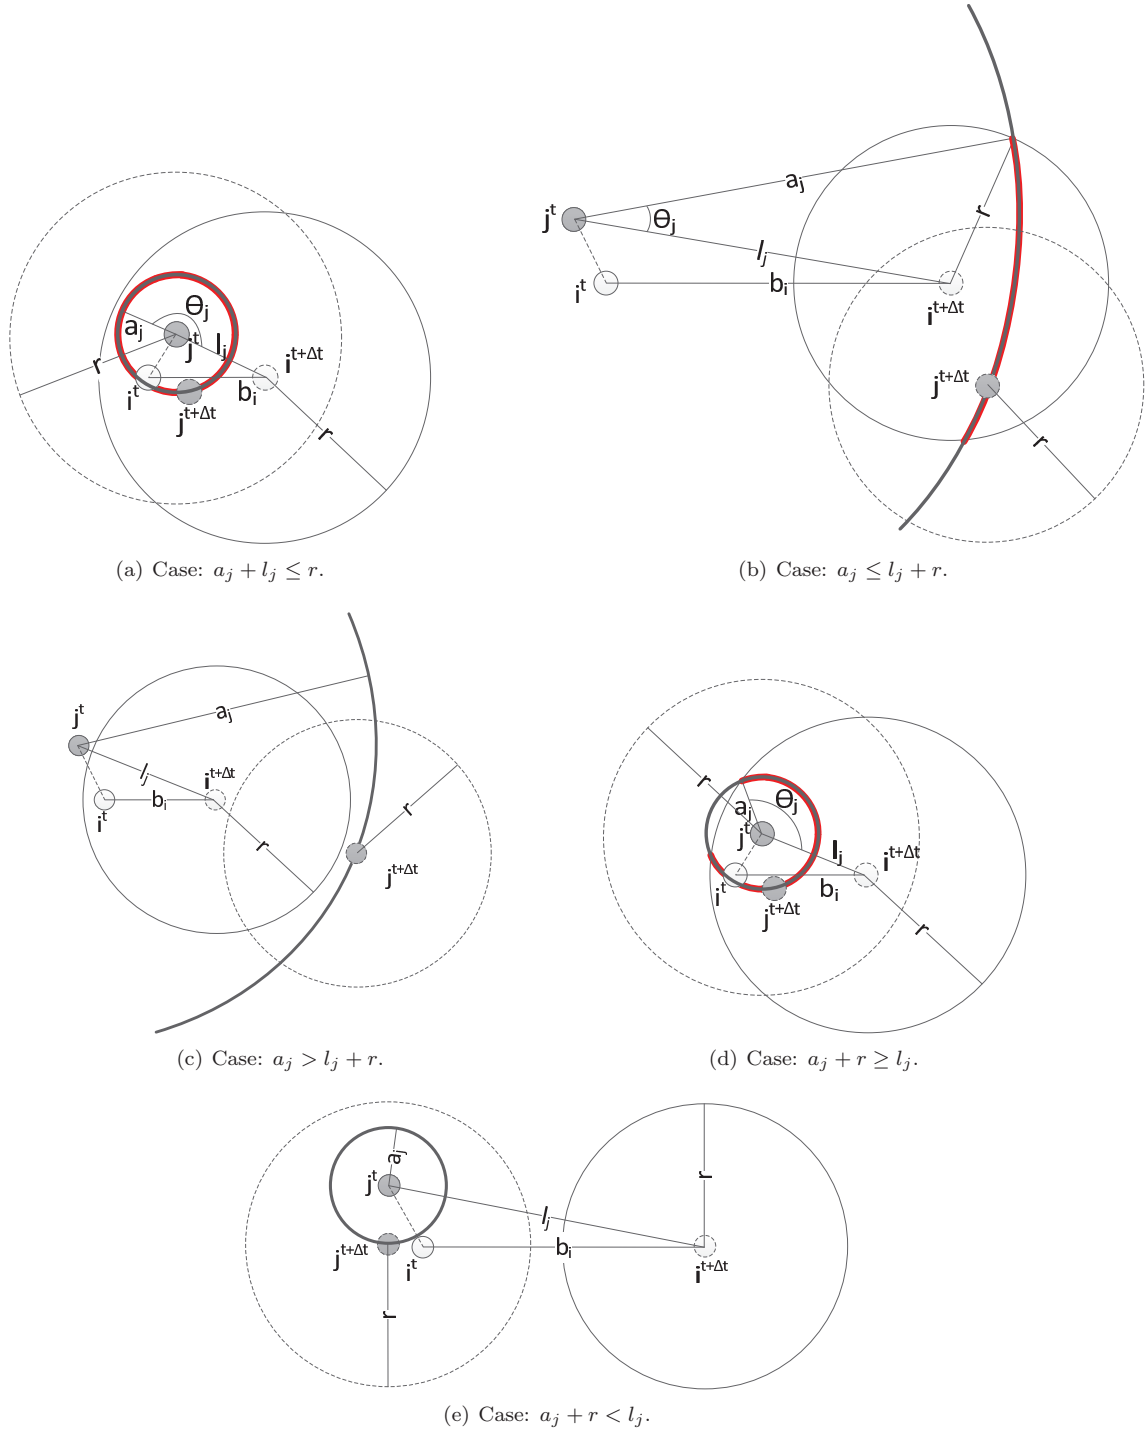 Θj
aj
jt
lj
r
it+Δt
it
bi
jt+Δt
r
(a) Case: aj + lj ≤ r.
aj
jt
Θj
r
lj
it
bi
it+Δt
jt+Δt
r
(b) Case: aj ≤ lj + r.
jt
aj
lj
it+Δt
bi
it
r
r
jt+Δt
(c) Case: aj > lj + r.
r
Θj
aj
jt
lj
it+Δt
it
bi
jt+Δt
r
(d) Case: aj + r ≥ lj.
aj
jt
r
lj
jt+Δt
it
bi
it+Δt
r
(e) Case: aj + r < lj.